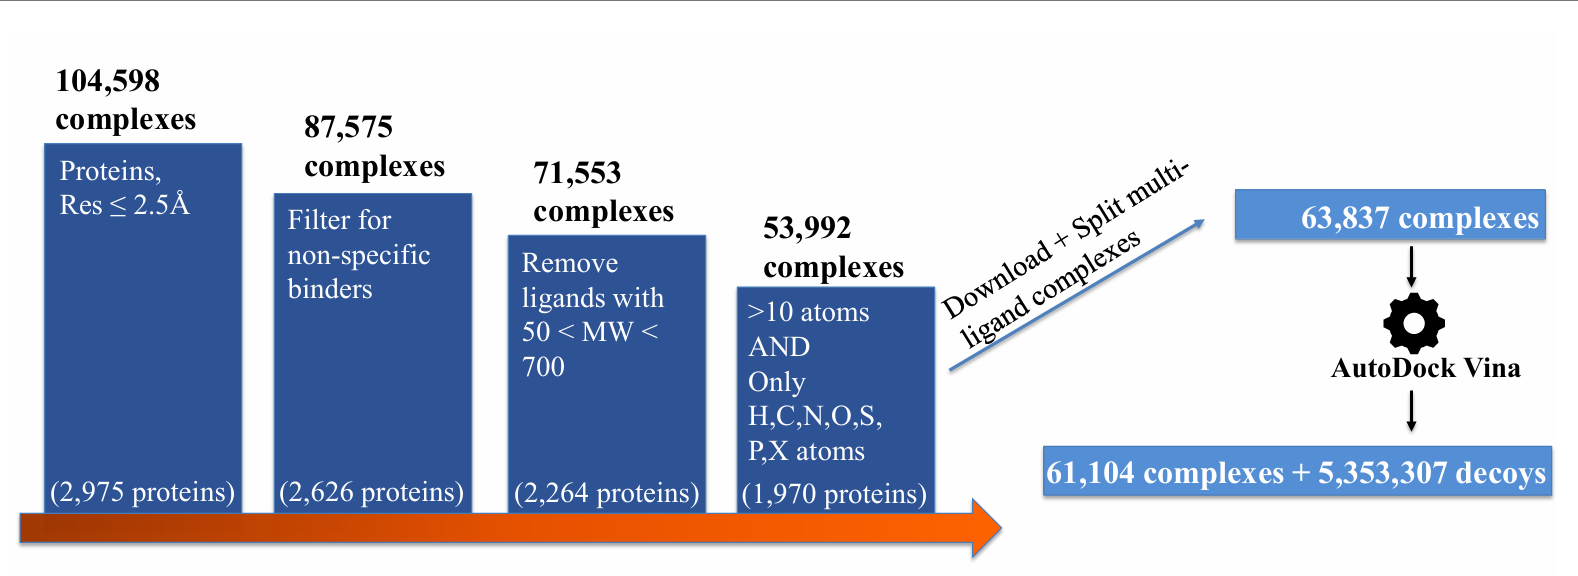 104,598
complexes
Proteins,
Res ≤ 2.5Å
(2,975 proteins)
87,575
complexes
Filter for
non-specific
binders
(2,626 proteins)
71,553
complexes
Remove
ligands with
50 < MW <
700
(2,264 proteins)
53,992
complexes
>10 atoms
AND
Only
H,C,N,O,S,
P,X atoms
(1,970 proteins)
Download + Split multi-
ligand complexes
63,837 complexes
AutoDock Vina
61,104 complexes + 5,353,307 decoys